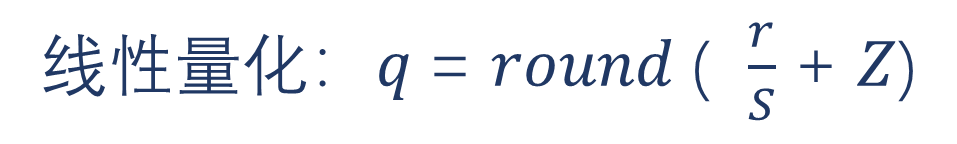 线性量化：q = round ( r/S + Z)